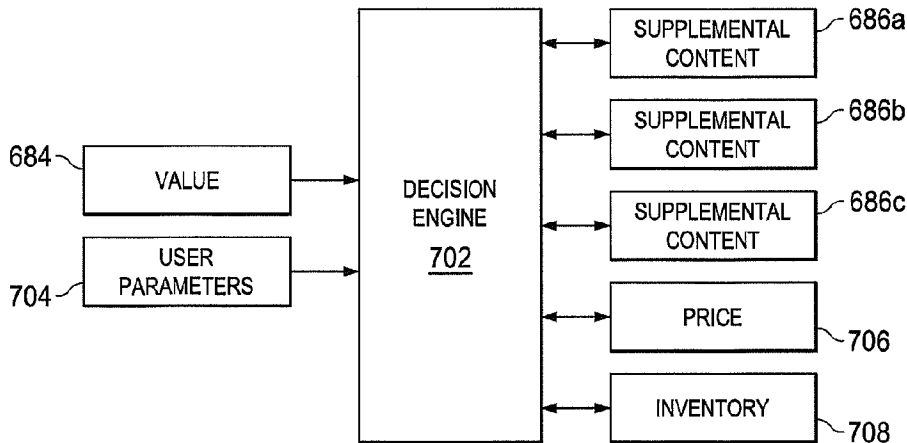 684
VALUE
704
USER
PARAMETERS
DECISION
ENGINE
702
SUPPLEMENTAL
CONTENT
686a
SUPPLEMENTAL
CONTENT
686b
SUPPLEMENTAL
CONTENT
686c
PRICE
706
INVENTORY
708